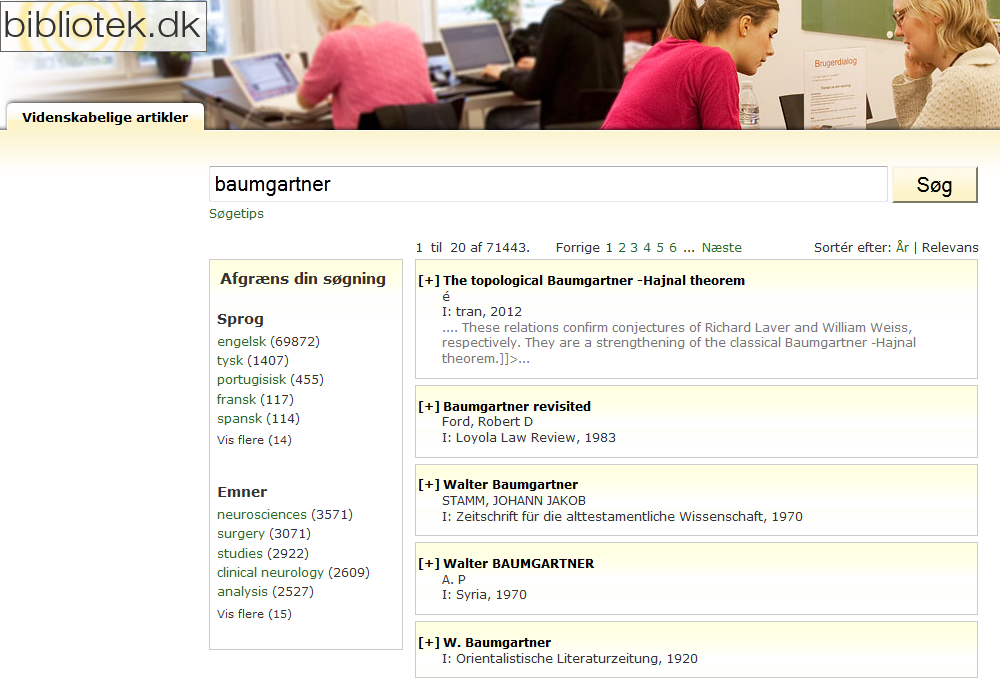 bibliotek.dk
Brugerdialog
Videnskabelige artikler
baumgartner
Søg
Søgetips
1 til 20 af 71443. Forrige 1 2 3 4 5 6 ... Næste Sortér efter: År | Relevans
Afgræns din søgning
Sprog
engelsk (69872)
tysk (1407)
portugisisk (455)
fransk (117)
spansk (114)
Vis flere (14)
Emner
neurosciences (3571)
surgery (3071)
studies (2922)
clinical neurology (2609)
analysis (2527)
Vis flere (15)
[+] The topological Baumgartner -Hajnal theorem
é
I: tran, 2012
.... These relations confirm conjectures of Richard Laver and William Weiss,
respectively. They are a strengthening of the classical Baumgartner -Hajnal
theorem.]]>...
[+] Baumgartner revisited
Ford, Robert D
I: Loyola Law Review, 1983
[+] Walter Baumgartner
STAMM, JOHANN JAKOB
I: Zeitschrift für die alttestamentliche Wissenschaft, 1970
[+] Walter BAUMGARTNER
A. P
I: Syria, 1970
[+] W. Baumgartner
I: Orientalistische Literaturzeitung, 1920